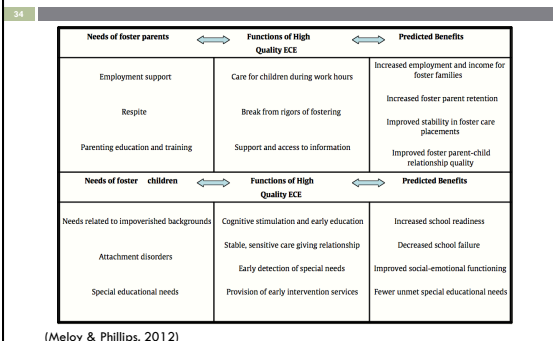 34
Needs of foster parents
Functions of High
Quality ECE
Predicted Benefits
Employment support
Respite
Parenting education and training
Care for children during work hours
Break from rigors of fostering
Support and access to information
Increased employment and income for
foster families
Increased foster parent retention
Improved stability in foster care
placements
Improved foster parent-child
relationship quality
Needs of foster children
Functions of High
Quality ECE
Predicted Benefits
Needs related to impoverished backgrounds
Attachment disorders
Special educational needs
Cognitive stimulation and early education
Stable, sensitive care giving relationship
Early detection of special needs
Provision of early intervention services
Increased school readiness
Decreased school failure
Improved social-emotional functioning
Fewer unmet special educational needs
(Meloy & Phillips, 2012)